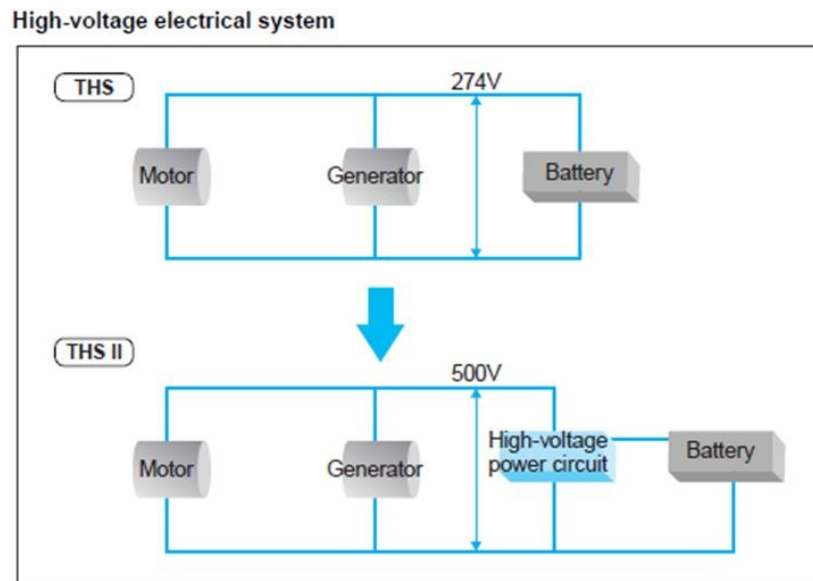 High-voltage electrical system
THS
274V
Motor
Generator
Battery
THS II
500V
Motor
Generator
High-voltage
power circuit
Battery